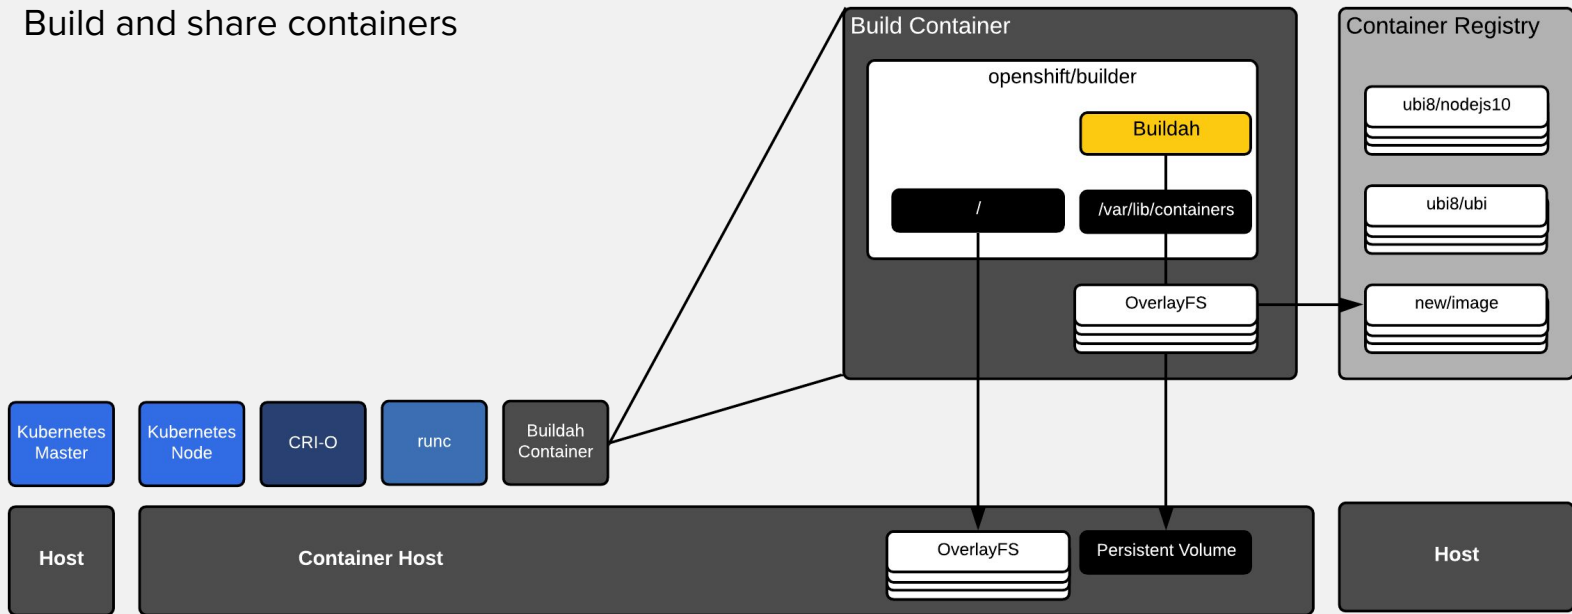 Build and share containers
Build Container
openshift/builder
Buildah
/
/var/lib/containers
OverlayFS
Container Registry
ubi8/nodejs10
ubi8/ubi
new/image
Kubernetes
Master
Kubernetes
Node
CRI-O
runc
Buildah
Container
Host
Container Host
OverlayFS
Persistent Volume
Host